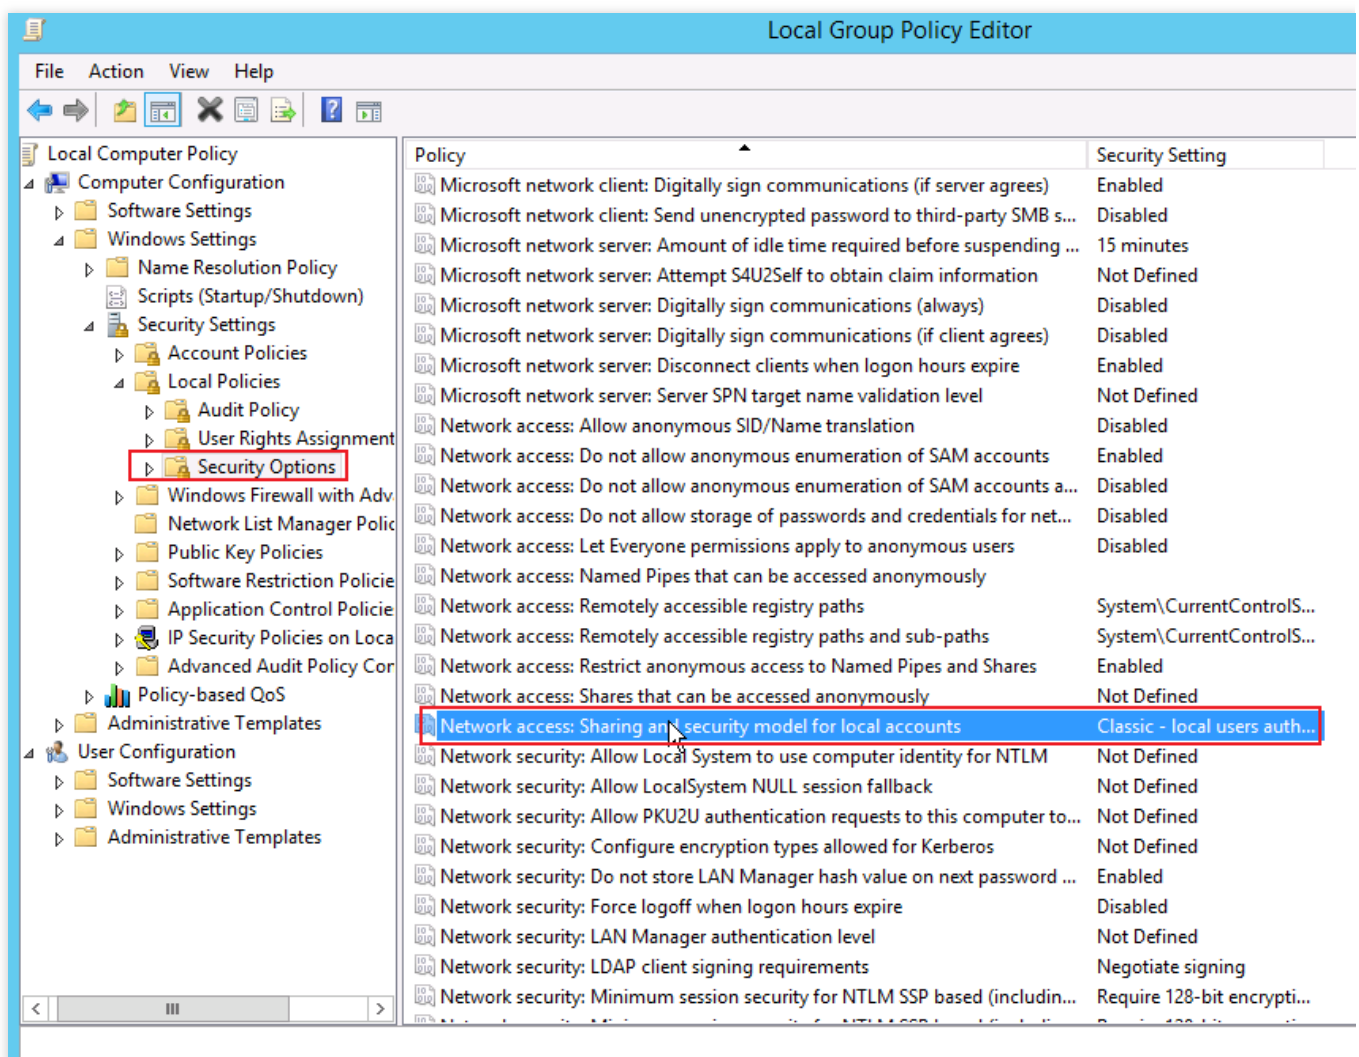 Local Group Policy Editor
File Action View Help
Local Computer Policy
Computer Configuration
Software Settings
Windows Settings
Name Resolution Policy
Scripts (Startup/Shutdown)
Security Settings
Account Policies
Local Policies
Audit Policy
User Rights Assignment
Security Options
Windows Firewall with Adv
Network List Manager Polic
Public Key Policies
Software Restriction Policie
Application Control Policie
IP Security Policies on Loca
Advanced Audit Policy Con
Policy-based QoS
Administrative Templates
User Configuration
Software Settings
Windows Settings
Administrative Templates
Policy Security Setting
Microsoft network client: Digitally sign communications (if server agrees) Enabled
Microsoft network client: Send unencrypted password to third-party SMB s... Disabled
Microsoft network server: Amount of idle time required before suspending ... 15 minutes
Microsoft network server: Attempt S4U2Self to obtain claim information Not Defined
Microsoft network server: Digitally sign communications (always) Disabled
Microsoft network server: Digitally sign communications (if client agrees) Disabled
Microsoft network server: Disconnect clients when logon hours expire Enabled
Microsoft network server: Server SPN target name validation level Not Defined
Network access: Allow anonymous SID/Name translation Disabled
Network access: Do not allow anonymous enumeration of SAM accounts Enabled
Network access: Do not allow anonymous enumeration of SAM accounts a... Disabled
Network access: Do not allow storage of passwords and credentials for net... Disabled
Network access: Let Everyone permissions apply to anonymous users Disabled
Network access: Named Pipes that can be accessed anonymously
Network access: Remotely accessible registry paths System\CurrentControlS...
Network access: Remotely accessible registry paths and sub-paths System\CurrentControlS...
Network access: Restrict anonymous access to Named Pipes and Shares Enabled
Network access: Shares that can be accessed anonymously Not Defined
Network access: Sharing and security model for local accounts Classic - local users auth...
Network security: Allow Local System to use computer identity for NTLM Not Defined
Network security: Allow LocalSystem NULL session fallback Not Defined
Network security: Allow PKU2U authentication requests to this computer to... Not Defined
Network security: Configure encryption types allowed for Kerberos Not Defined
Network security: Do not store LAN Manager hash value on next password ... Enabled
Network security: Force logoff when logon hours expire Disabled
Network security: LAN Manager authentication level Not Defined
Network security: LDAP client signing requirements Negotiate signing
Network security: Minimum session security for NTLM SSP based (includin... Require 128-bit encrypti...